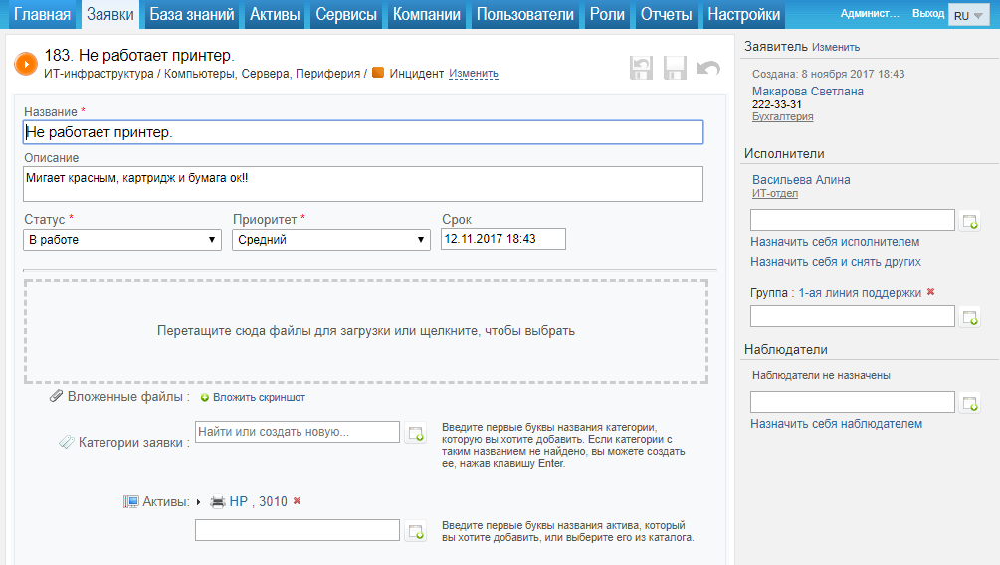 Главная Заявки База знаний Активы Сервисы Компании Пользователи Роли Отчеты Настройки Админист... Выход RU
183. Не работает принтер.
ИТ-инфраструктура / Компьютеры, Сервера, Периферия / Инцидент Изменить
Название *
Не работает принтер.
Описание
Мигает красным, картридж и бумага ок!!
Статус * Приоритет * Срок
В работе Средний 12.11.2017 18:43
Перетащите сюда файлы для загрузки или щелкните, чтобы выбрать
Вложенные файлы : Вложить скриншот
Категории заявки : Найти или создать новую...
Введите первые буквы названия категории,
которую вы хотите добавить. Если категории с
таким названием не найдено, вы можете создать
ее, нажав клавишу Enter.
Активы: HP , 3010
Введите первые буквы названия актива, который
вы хотите добавить, или выберите его из каталога.
Заявитель Изменить
Создана: 8 ноября 2017 18:43
Макарова Светлана
222-33-31
Бухгалтерия
Исполнители
Васильева Алина
ИТ-отдел
Назначить себя исполнителем
Назначить себя и снять других
Группа : 1-ая линия поддержки
Наблюдатели
Наблюдатели не назначены
Назначить себя наблюдателем